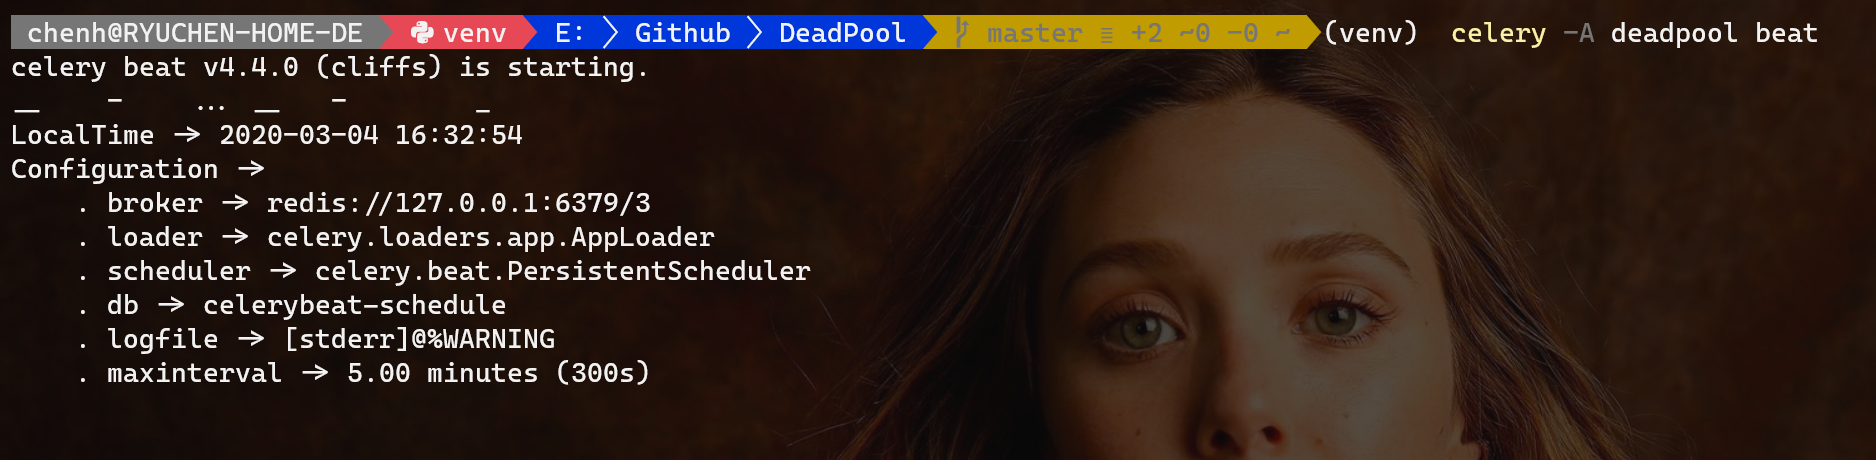 chenh@RYUCHEN-HOME-DE venv E: Github DeadPool master ≡ +2 ~0 -0 ~ (venv) celery -A deadpool beat
celery beat v4.4.0 (cliffs) is starting.
__    -    ... __   -        _
LocalTime -> 2020-03-04 16:32:54
Configuration ->
    . broker -> redis://127.0.0.1:6379/3
    . loader -> celery.loaders.app.AppLoader
    . scheduler -> celery.beat.PersistentScheduler
    . db -> celerybeat-schedule
    . logfile -> [stderr]@%WARNING
    . maxinterval -> 5.00 minutes (300s)